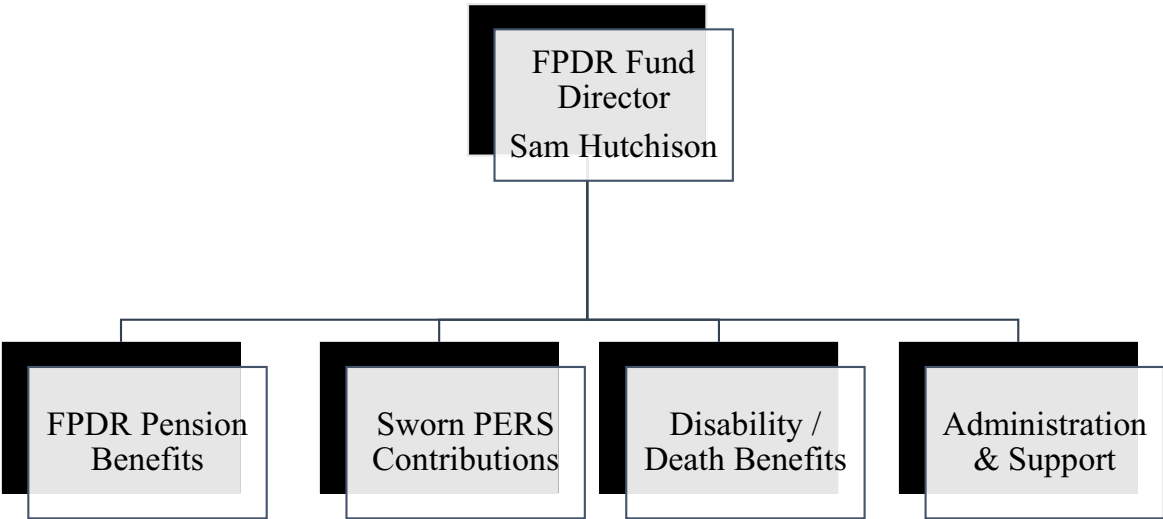 FPDR Fund
Director
Sam Hutchison
FPDR Pension
Benefits
Sworn PERS
Contributions
Disability /
Death Benefits
Administration
& Support